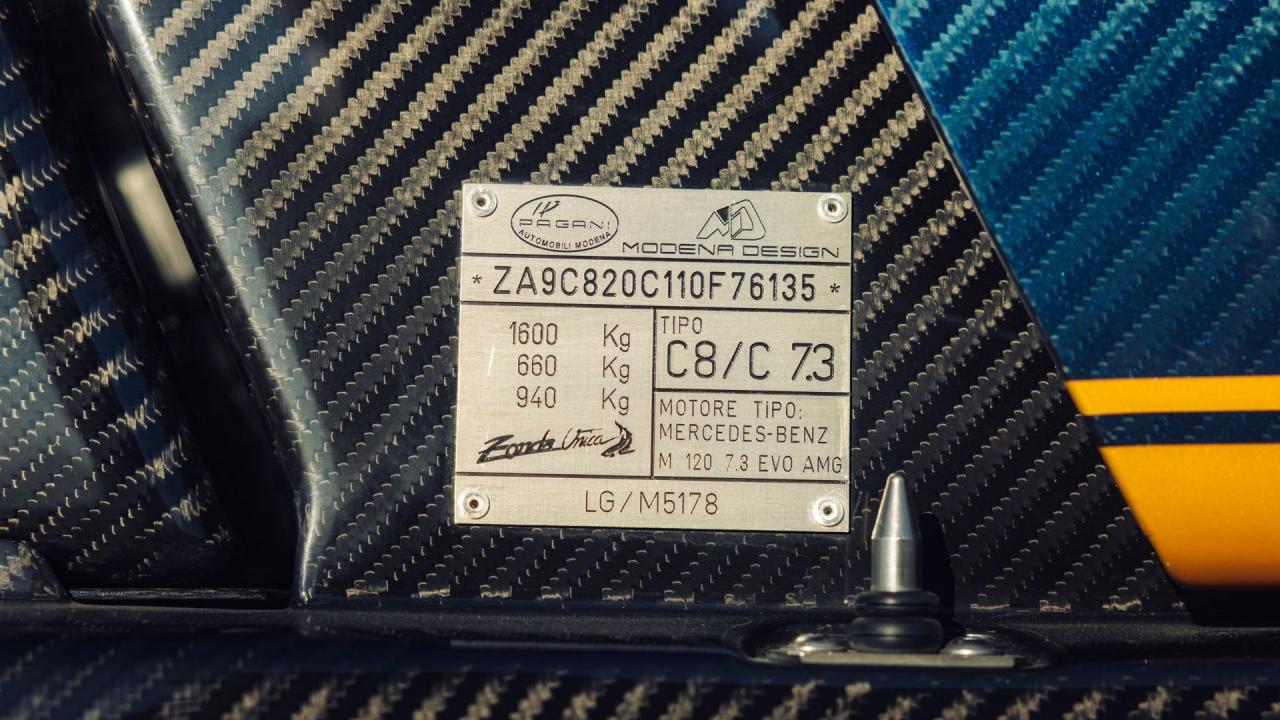 PAGANI
AUTOMOBILI MODENA
MODENA DESIGN
* ZA9C820C110F76135 *
1600 Kg
660 Kg
940 Kg
Zonda Unica
TIPO
C8/C 7.3
MOTORE TIPO:
MERCEDES-BENZ
M 120 7.3 EVO AMG
LG/M5178